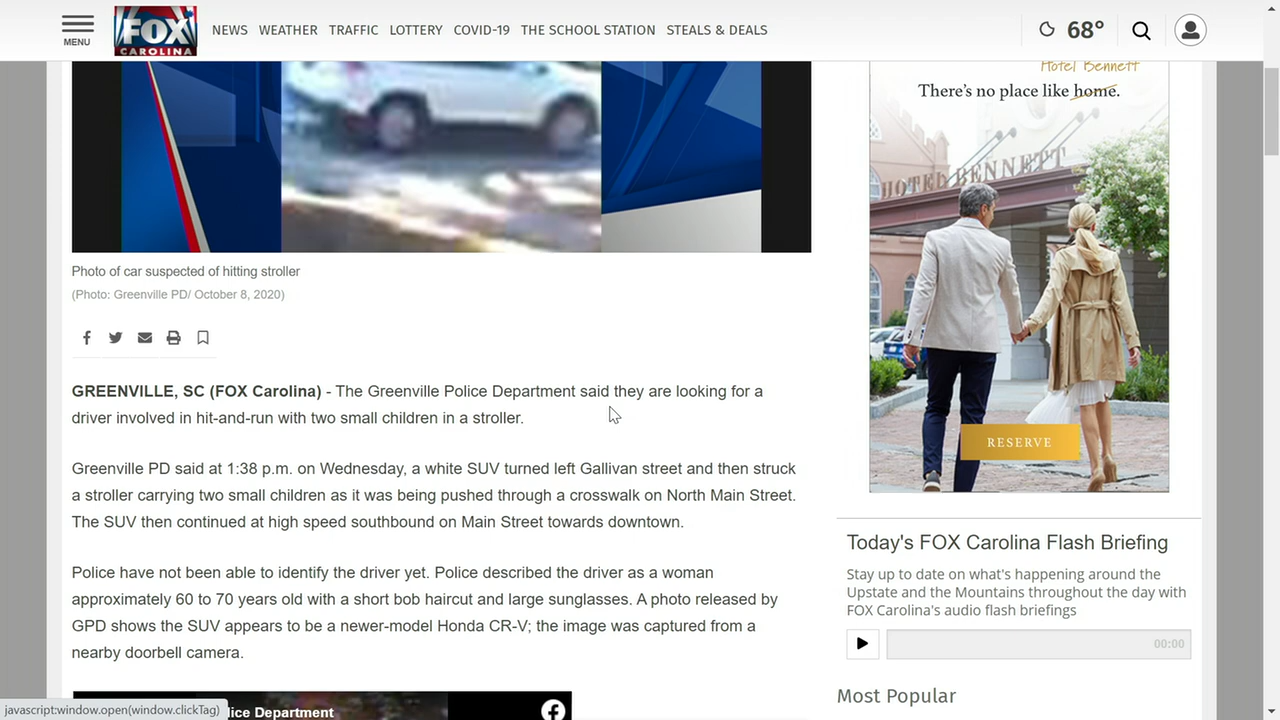 MENU
FOX
CAROLINA
NEWS WEATHER TRAFFIC LOTTERY COVID-19 THE SCHOOL STATION STEALS & DEALS
68°
Hotel Bennett
There's no place like home.
HOTEL BENNETT
RESERVE
Photo of car suspected of hitting stroller
(Photo: Greenville PD/ October 8, 2020)
GREENVILLE, SC (FOX Carolina) - The Greenville Police Department said they are looking for a
driver involved in hit-and-run with two small children in a stroller.
Greenville PD said at 1:38 p.m. on Wednesday, a white SUV turned left Gallivan street and then struck
a stroller carrying two small children as it was being pushed through a crosswalk on North Main Street.
The SUV then continued at high speed southbound on Main Street towards downtown.
Police have not been able to identify the driver yet. Police described the driver as a woman
approximately 60 to 70 years old with a short bob haircut and large sunglasses. A photo released by
GPD shows the SUV appears to be a newer-model Honda CR-V; the image was captured from a
nearby doorbell camera.
Today's FOX Carolina Flash Briefing
Stay up to date on what's happening around the
Upstate and the Mountains throughout the day with
FOX Carolina's audio flash briefings
00:00
Most Popular
javascript:window.open(window.clickTag)
lice Department